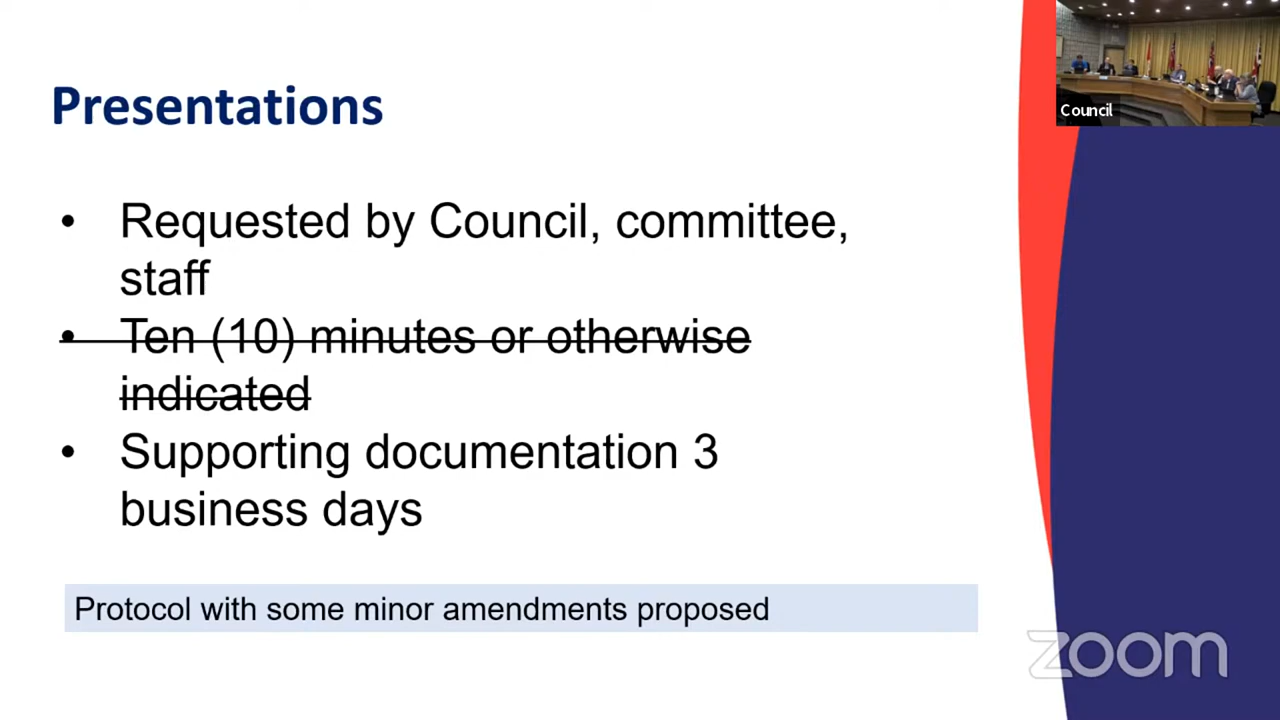 Presentations
Council
• Requested by Council, committee,
staff
• Ten (10) minutes or otherwise
indicated
• Supporting documentation 3
business days
Protocol with some minor amendments proposed
zoom